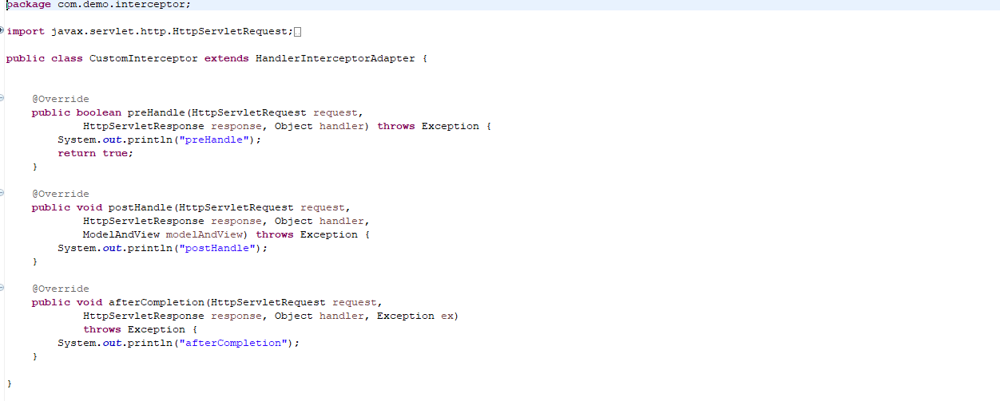 package com.demo.interceptor;
import javax.servlet.http.HttpServletRequest;
public class CustomInterceptor extends HandlerInterceptorAdapter {
@Override
public boolean preHandle(HttpServletRequest request,
HttpServletResponse response, Object handler) throws Exception {
System.out.println("preHandle");
return true;
}
@Override
public void postHandle(HttpServletRequest request,
HttpServletResponse response, Object handler,
ModelAndView modelAndView) throws Exception {
System.out.println("postHandle");
}
@Override
public void afterCompletion(HttpServletRequest request,
HttpServletResponse response, Object handler, Exception ex)
throws Exception {
System.out.println("afterCompletion");
}
}